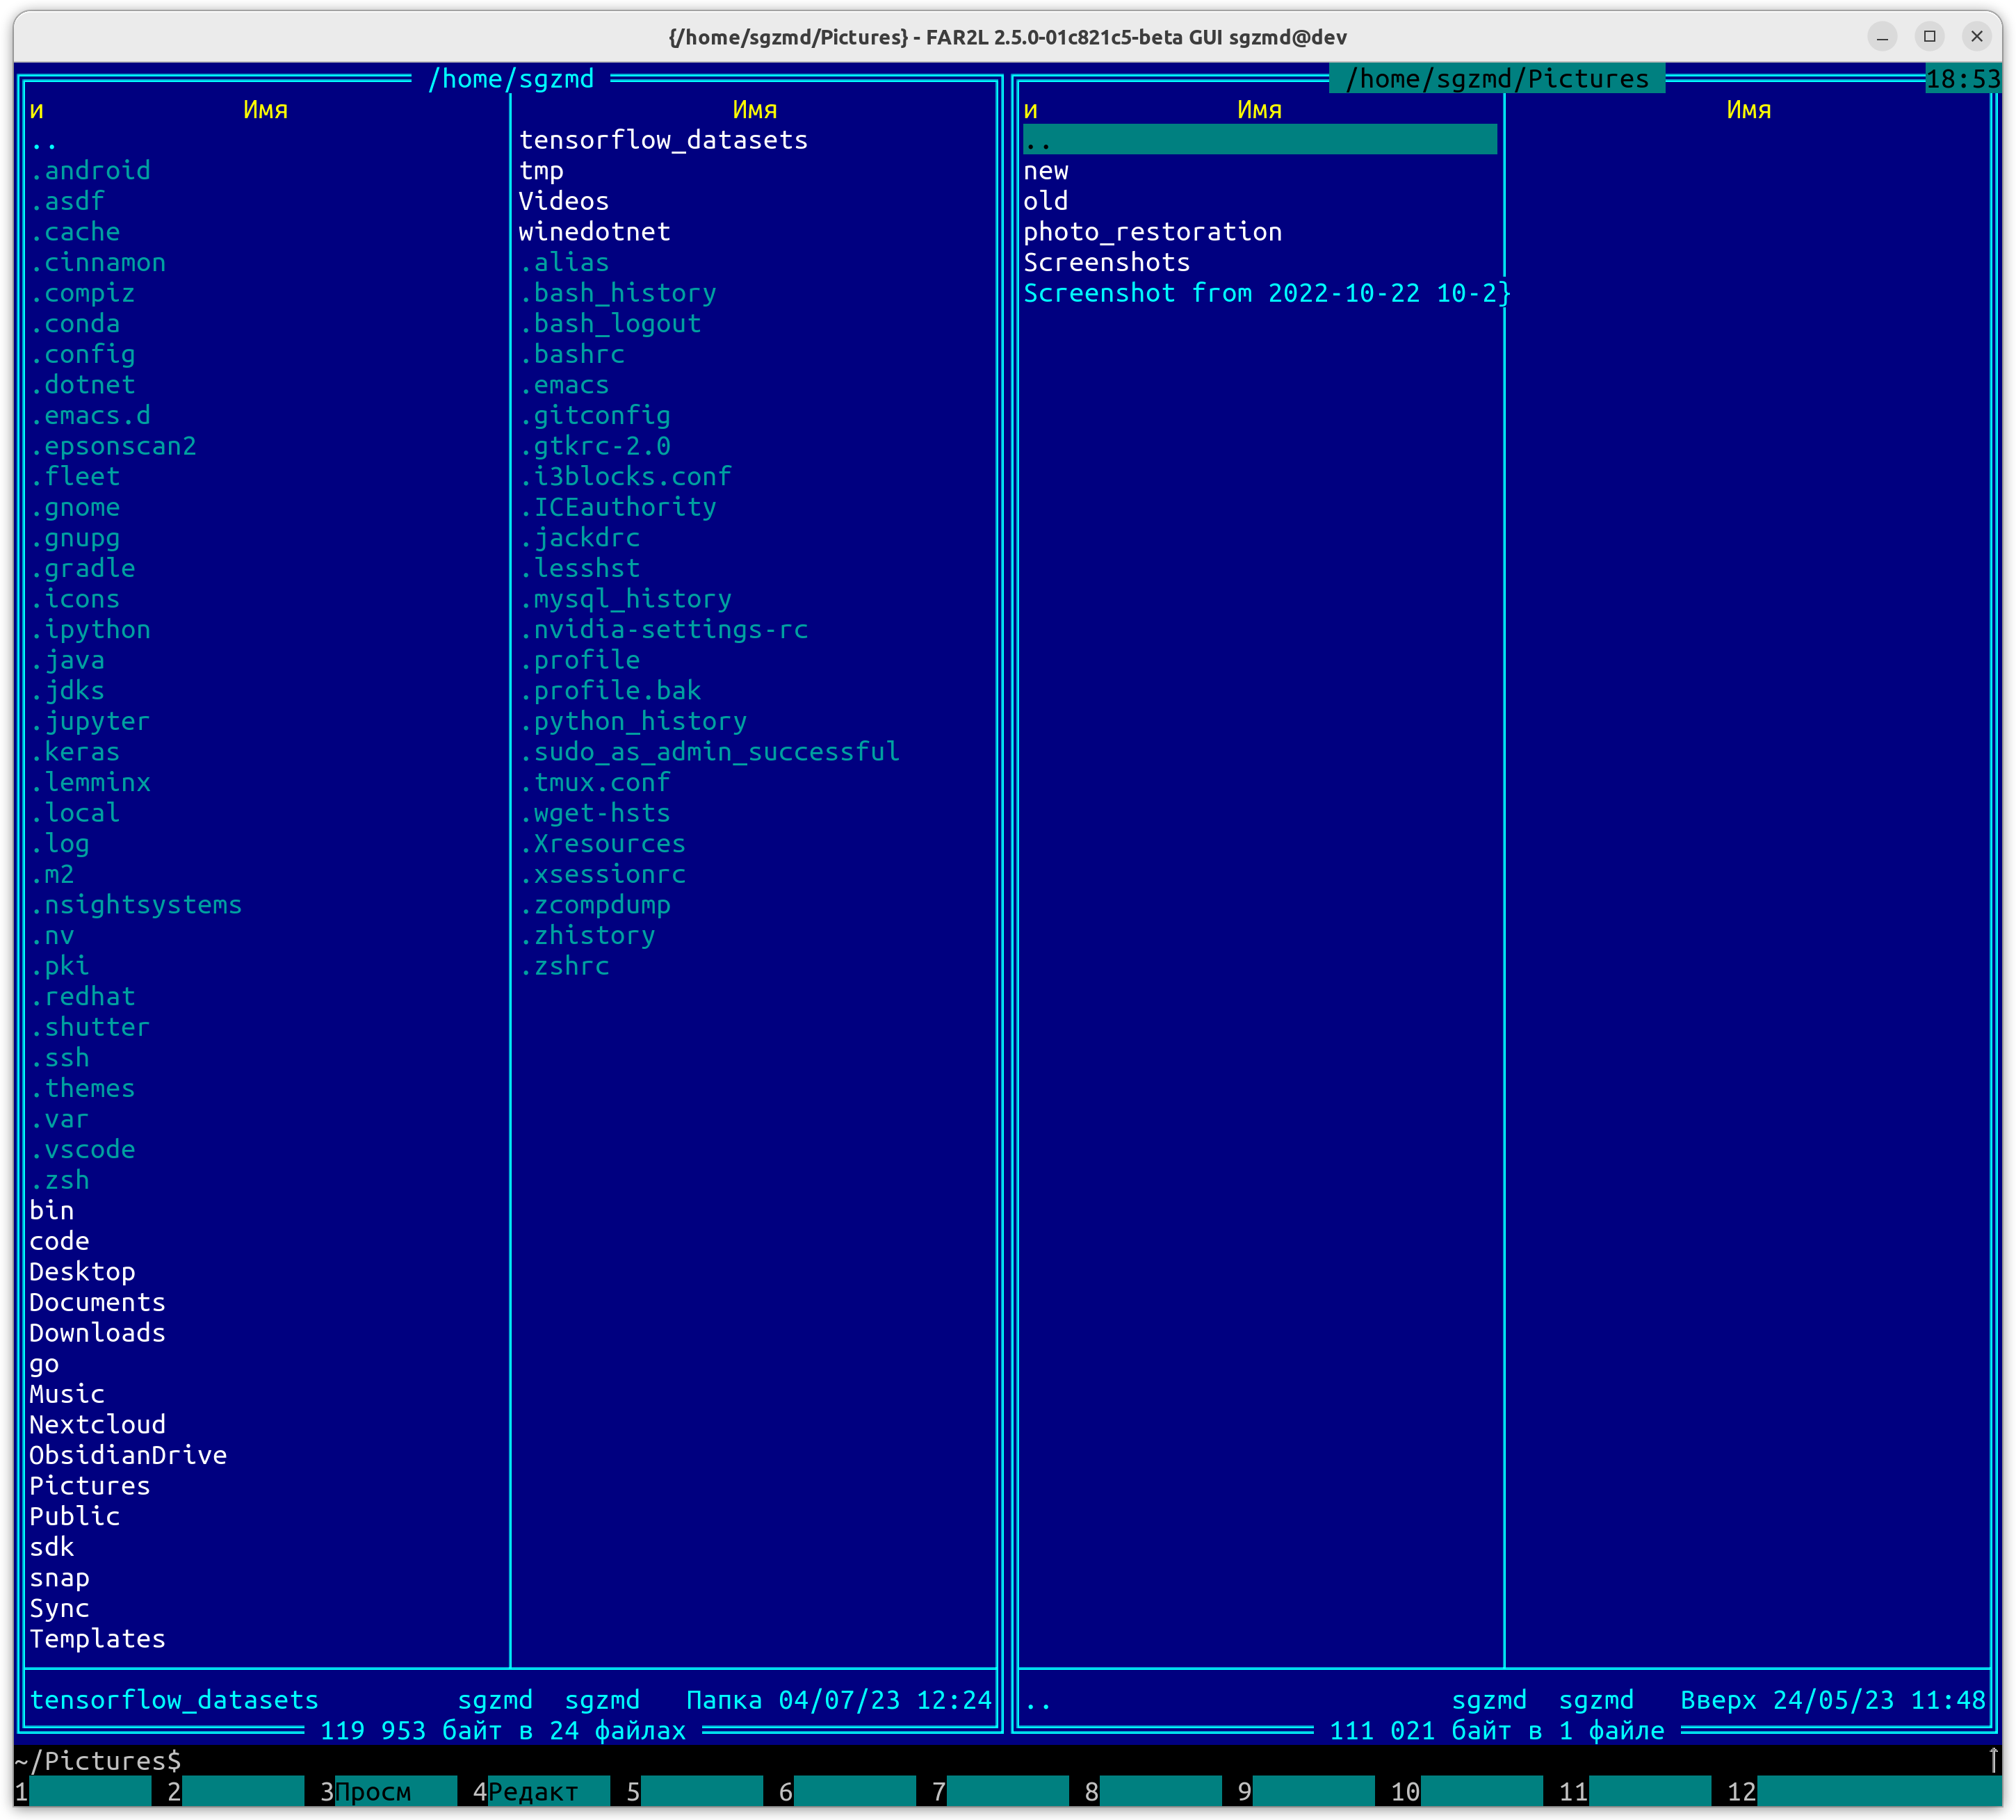 {/home/sgzmd/Pictures} - FAR2L 2.5.0-01c821c5-beta GUI sgzmd@dev
/home/sgzmd
и Имя Имя
..
.android
.asdf
.cache
.cinnamon
.compiz
.conda
.config
.dotnet
.emacs.d
.epsonscan2
.fleet
.gnome
.gnupg
.gradle
.icons
.ipython
.java
.jdks
.jupyter
.keras
.lemminx
.local
.log
.m2
.nsightsystems
.nv
.pki
.redhat
.shutter
.ssh
.themes
.var
.vscode
.zsh
bin
code
Desktop
Documents
Downloads
go
Music
Nextcloud
ObsidianDrive
Pictures
Public
sdk
snap
Sync
Templates
tensorflow_datasets
tmp
Videos
winedotnet
.alias
.bash_history
.bash_logout
.bashrc
.emacs
.gitconfig
.gtkrc-2.0
.i3blocks.conf
.ICEauthority
.jackdrc
.lesshst
.mysql_history
.nvidia-settings-rc
.profile
.profile.bak
.python_history
.sudo_as_admin_successful
.tmux.conf
.wget-hsts
.Xresources
.xsessionrc
.zcompdump
.zhistory
.zshrc
tensorflow_datasets sgzmd sgzmd Папка 04/07/23 12:24
119 953 байт в 24 файлах
/home/sgzmd/Pictures 18:53
и Имя Имя
..
new
old
photo_restoration
Screenshots
Screenshot from 2022-10-22 10-2}
.. sgzmd sgzmd Вверх 24/05/23 11:48
111 021 байт в 1 файле
~/Pictures$ ↑
1 2 3Просм 4Редакт 5 6 7 8 9 10 11 12